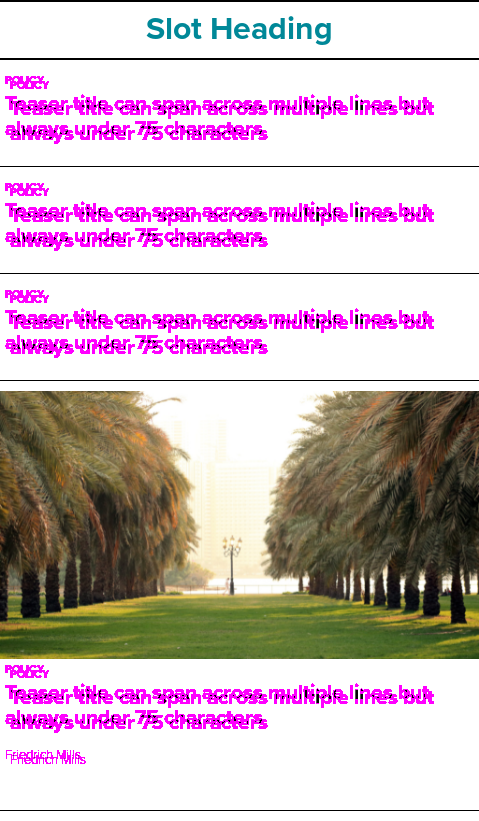 Slot Heading
POLICY
Teaser title can span across multiple lines but
always under 75 characters
POLICY
Teaser title can span across multiple lines but
always under 75 characters
POLICY
Teaser title can span across multiple lines but
always under 75 characters
POLICY
Teaser title can span across multiple lines but
always under 75 characters
Friedrich Mills